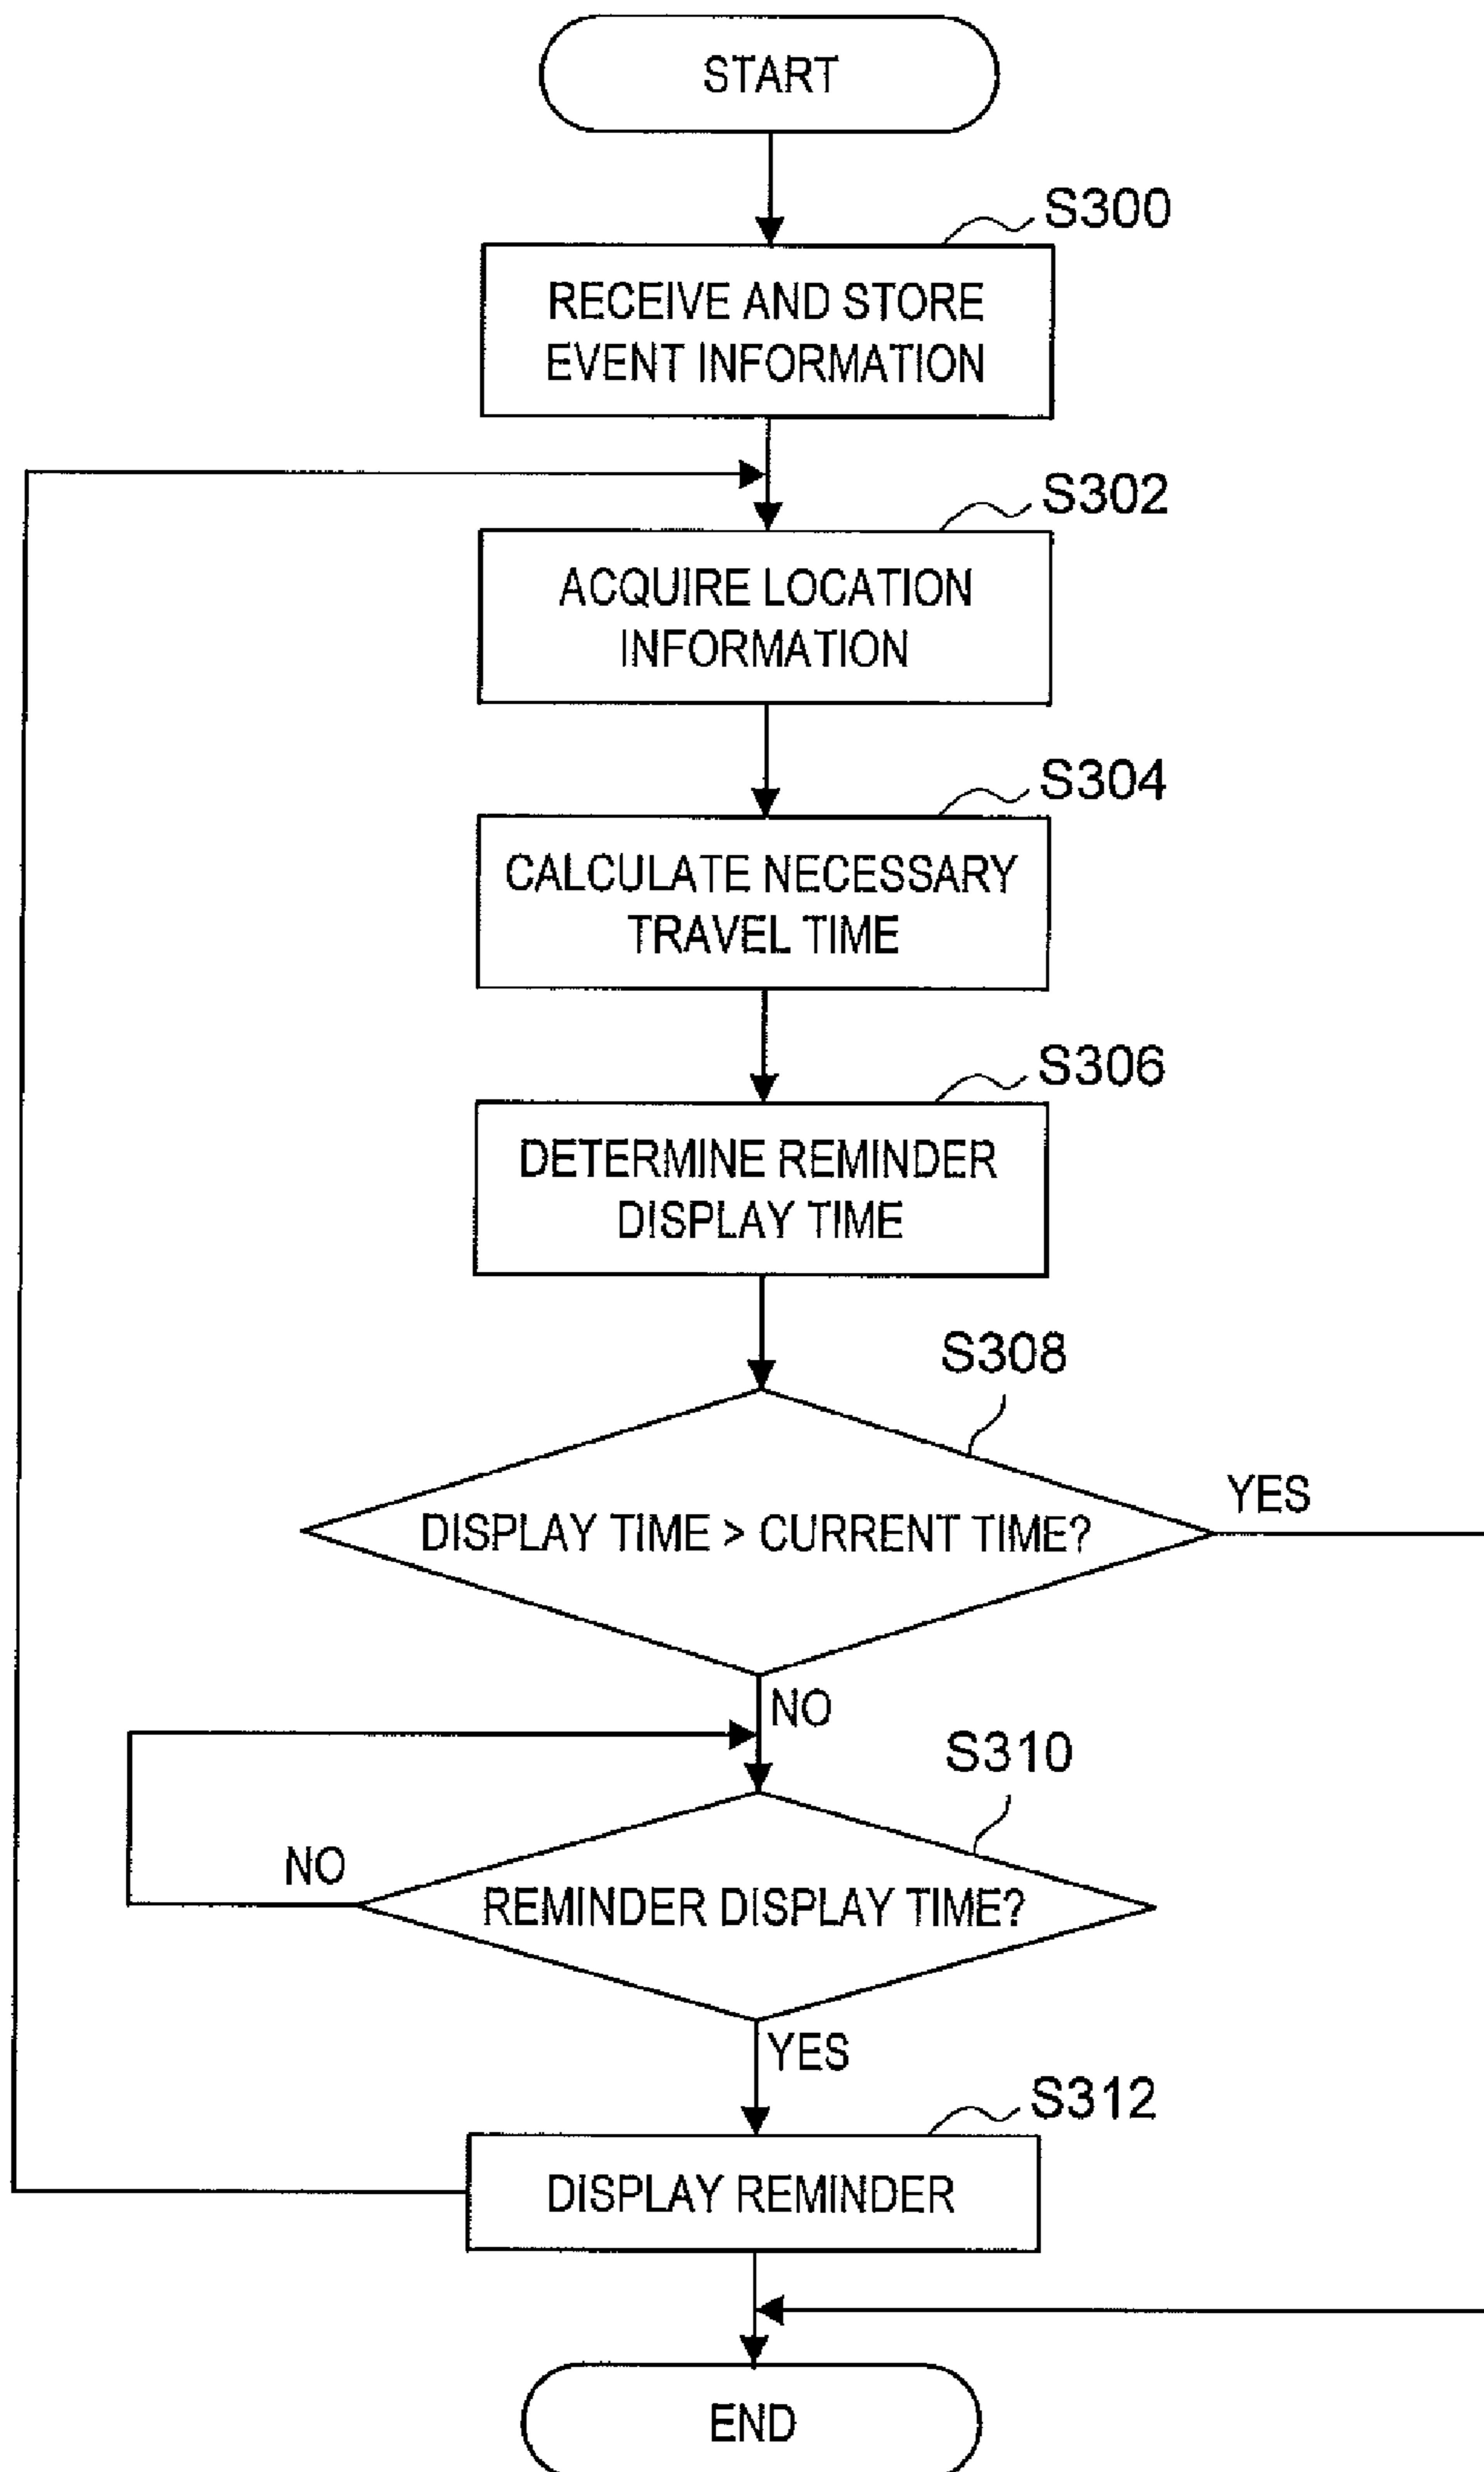 START
S300
RECEIVE AND STORE
EVENT INFORMATION
S302
ACQUIRE LOCATION
INFORMATION
S304
CALCULATE NECESSARY
TRAVEL TIME
S306
DETERMINE REMINDER
DISPLAY TIME
S308
DISPLAY TIME > CURRENT TIME?
YES
NO
S310
REMINDER DISPLAY TIME?
NO
YES
S312
DISPLAY REMINDER
END